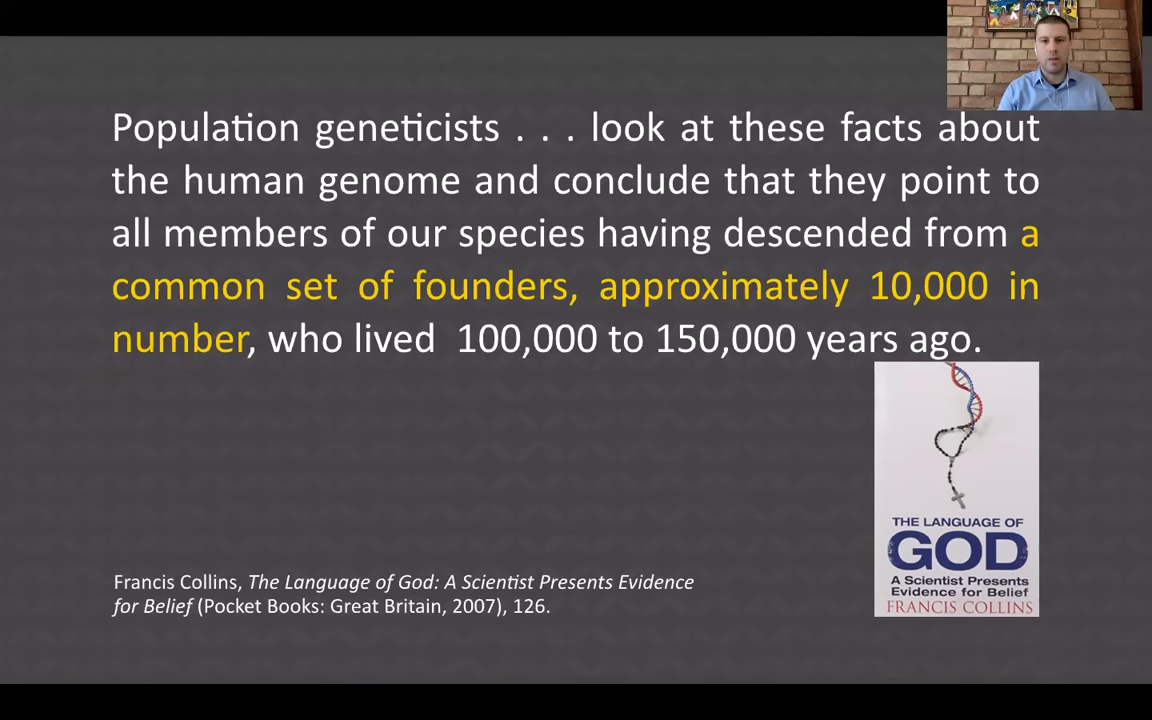 Population geneticists . . . look at these facts about
the human genome and conclude that they point to
all members of our species having descended from a
common set of founders, approximately 10,000 in
number, who lived 100,000 to 150,000 years ago.
THE LANGUAGE OF
GOD
A Scientist Presents
Evidence for Belief
FRANCIS COLLINS
Francis Collins, The Language of God: A Scientist Presents Evidence
for Belief (Pocket Books: Great Britain, 2007), 126.